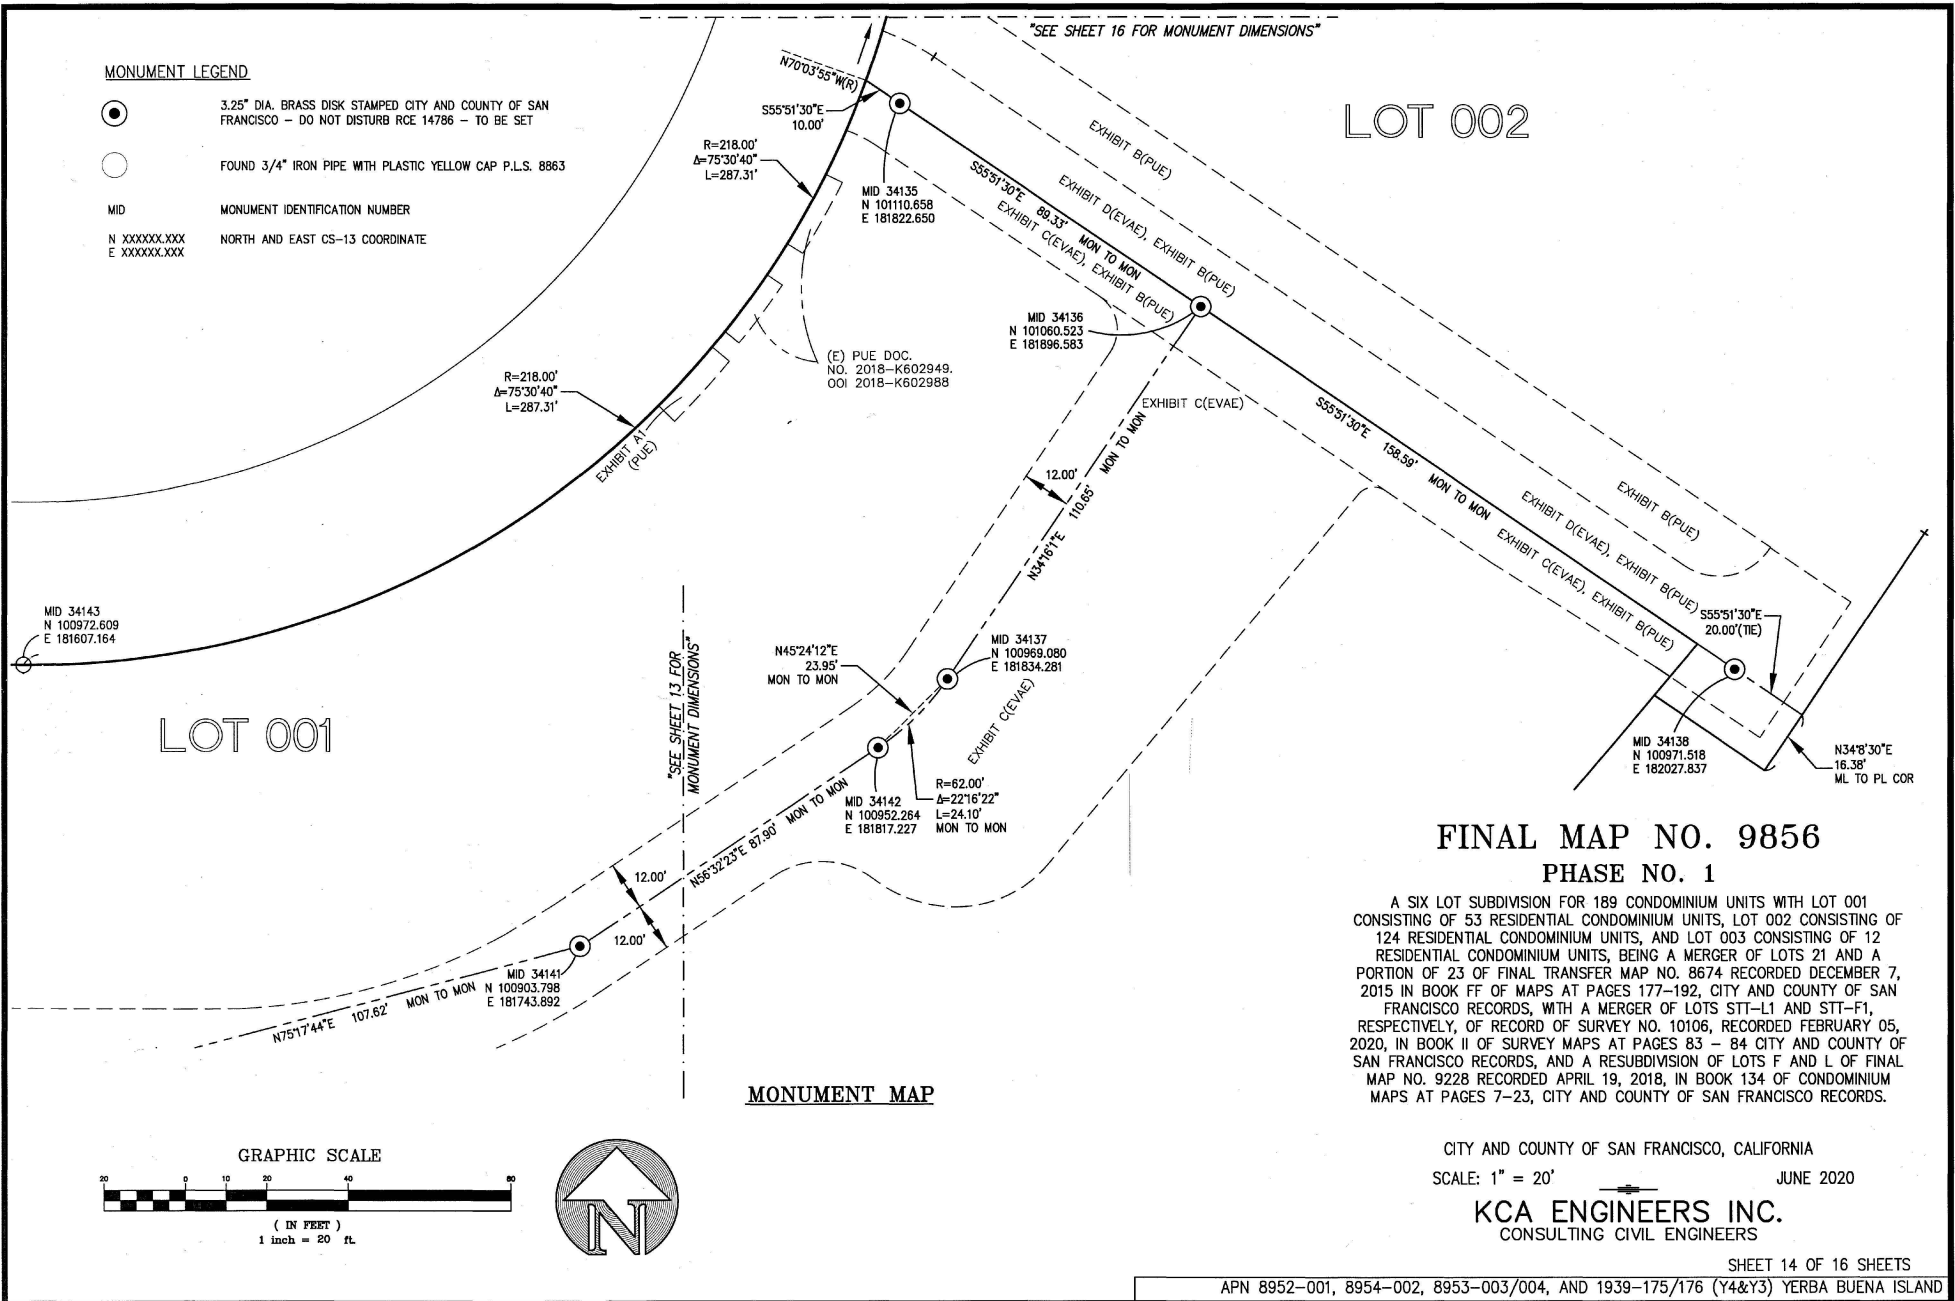 "SEE SHEET 16 FOR MONUMENT DIMENSIONS"
MONUMENT LEGEND
3.25" DIA. BRASS DISK STAMPED CITY AND COUNTY OF SAN
FRANCISCO – DO NOT DISTURB RCE 14786 – TO BE SET
FOUND 3/4" IRON PIPE WITH PLASTIC YELLOW CAP P.L.S. 8863
MID MONUMENT IDENTIFICATION NUMBER
N XXXXXX.XXX NORTH AND EAST CS–13 COORDINATE
E XXXXXX.XXX
N70°03'55"W(R)
S55°51'30"E
10.00'
R=218.00'
Δ=75°30'40"
L=287.31'
MID 34135
N 101110.658
E 181822.650
LOT 002
EXHIBIT B(PUE)
EXHIBIT D(EVAE), EXHIBIT B(PUE)
S55°51'30"E 89.33' MON TO MON
EXHIBIT C(EVAE), EXHIBIT B(PUE)
MID 34136
N 101060.523
E 181896.583
(E) PUE DOC.
NO. 2018–K602949.
OOI 2018–K602988
R=218.00'
Δ=75°30'40"
L=287.31'
EXHIBIT A1
(PUE)
EXHIBIT C(EVAE)
12.00'
N34°16'1"E 110.65' MON TO MON
S55°51'30"E 158.59' MON TO MON
EXHIBIT B(PUE)
EXHIBIT D(EVAE), EXHIBIT B(PUE)
EXHIBIT C(EVAE), EXHIBIT B(PUE)
S55°51'30"E
20.00'(TIE)
MID 34143
N 100972.609
E 181607.164
LOT 001
"SEE SHEET 13 FOR
MONUMENT DIMENSIONS"
N45°24'12"E
23.95'
MON TO MON
MID 34137
N 100969.080
E 181834.281
EXHIBIT C(EVAE)
MID 34138
N 100971.518
E 182027.837
N34°8'30"E
16.38'
ML TO PL COR
R=62.00'
Δ=22°16'22"
L=24.10'
MON TO MON
MID 34142
N 100952.264
E 181817.227
N56°32'23"E 87.90' MON TO MON
12.00'
12.00'
MID 34141
N 100903.798
E 181743.892
N75°17'44"E 107.62' MON TO MON
MONUMENT MAP
FINAL MAP NO. 9856
PHASE NO. 1
A SIX LOT SUBDIVISION FOR 189 CONDOMINIUM UNITS WITH LOT 001
CONSISTING OF 53 RESIDENTIAL CONDOMINIUM UNITS, LOT 002 CONSISTING OF
124 RESIDENTIAL CONDOMINIUM UNITS, AND LOT 003 CONSISTING OF 12
RESIDENTIAL CONDOMINIUM UNITS, BEING A MERGER OF LOTS 21 AND A
PORTION OF 23 OF FINAL TRANSFER MAP NO. 8674 RECORDED DECEMBER 7,
2015 IN BOOK FF OF MAPS AT PAGES 177–192, CITY AND COUNTY OF SAN
FRANCISCO RECORDS, WITH A MERGER OF LOTS STT–L1 AND STT–F1,
RESPECTIVELY, OF RECORD OF SURVEY NO. 10106, RECORDED FEBRUARY 05,
2020, IN BOOK II OF SURVEY MAPS AT PAGES 83 – 84 CITY AND COUNTY OF
SAN FRANCISCO RECORDS, AND A RESUBDIVISION OF LOTS F AND L OF FINAL
MAP NO. 9228 RECORDED APRIL 19, 2018, IN BOOK 134 OF CONDOMINIUM
MAPS AT PAGES 7–23, CITY AND COUNTY OF SAN FRANCISCO RECORDS.
CITY AND COUNTY OF SAN FRANCISCO, CALIFORNIA
SCALE: 1" = 20' JUNE 2020
KCA ENGINEERS INC.
CONSULTING CIVIL ENGINEERS
GRAPHIC SCALE
20 0 10 20 40 80
( IN FEET )
1 inch = 20 ft.
N
SHEET 14 OF 16 SHEETS
APN 8952–001, 8954–002, 8953–003/004, AND 1939–175/176 (Y4&Y3) YERBA BUENA ISLAND